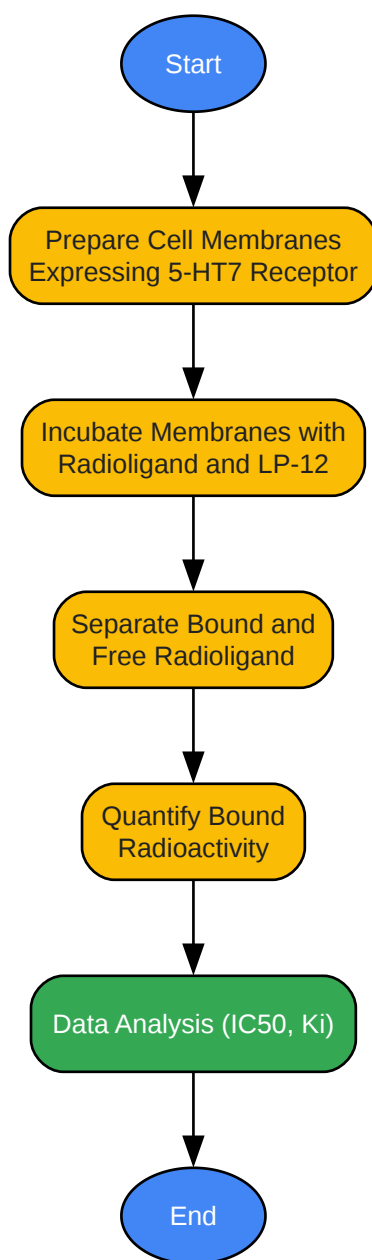 Start
Prepare Cell Membranes
Expressing 5-HT7 Receptor
Incubate Membranes with
Radioligand and LP-12
Separate Bound and
Free Radioligand
Quantify Bound
Radioactivity
Data Analysis (IC50, Ki)
End